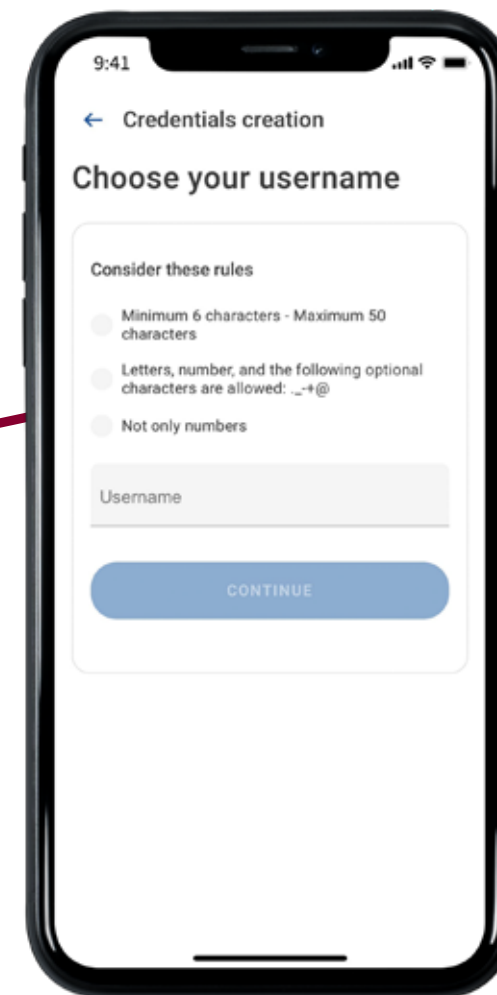 9:41
← Credentials creation
Choose your username
Consider these rules
Minimum 6 characters - Maximum 50
characters
Letters, number, and the following optional
characters are allowed: ._-+@
Not only numbers
Username
CONTINUE